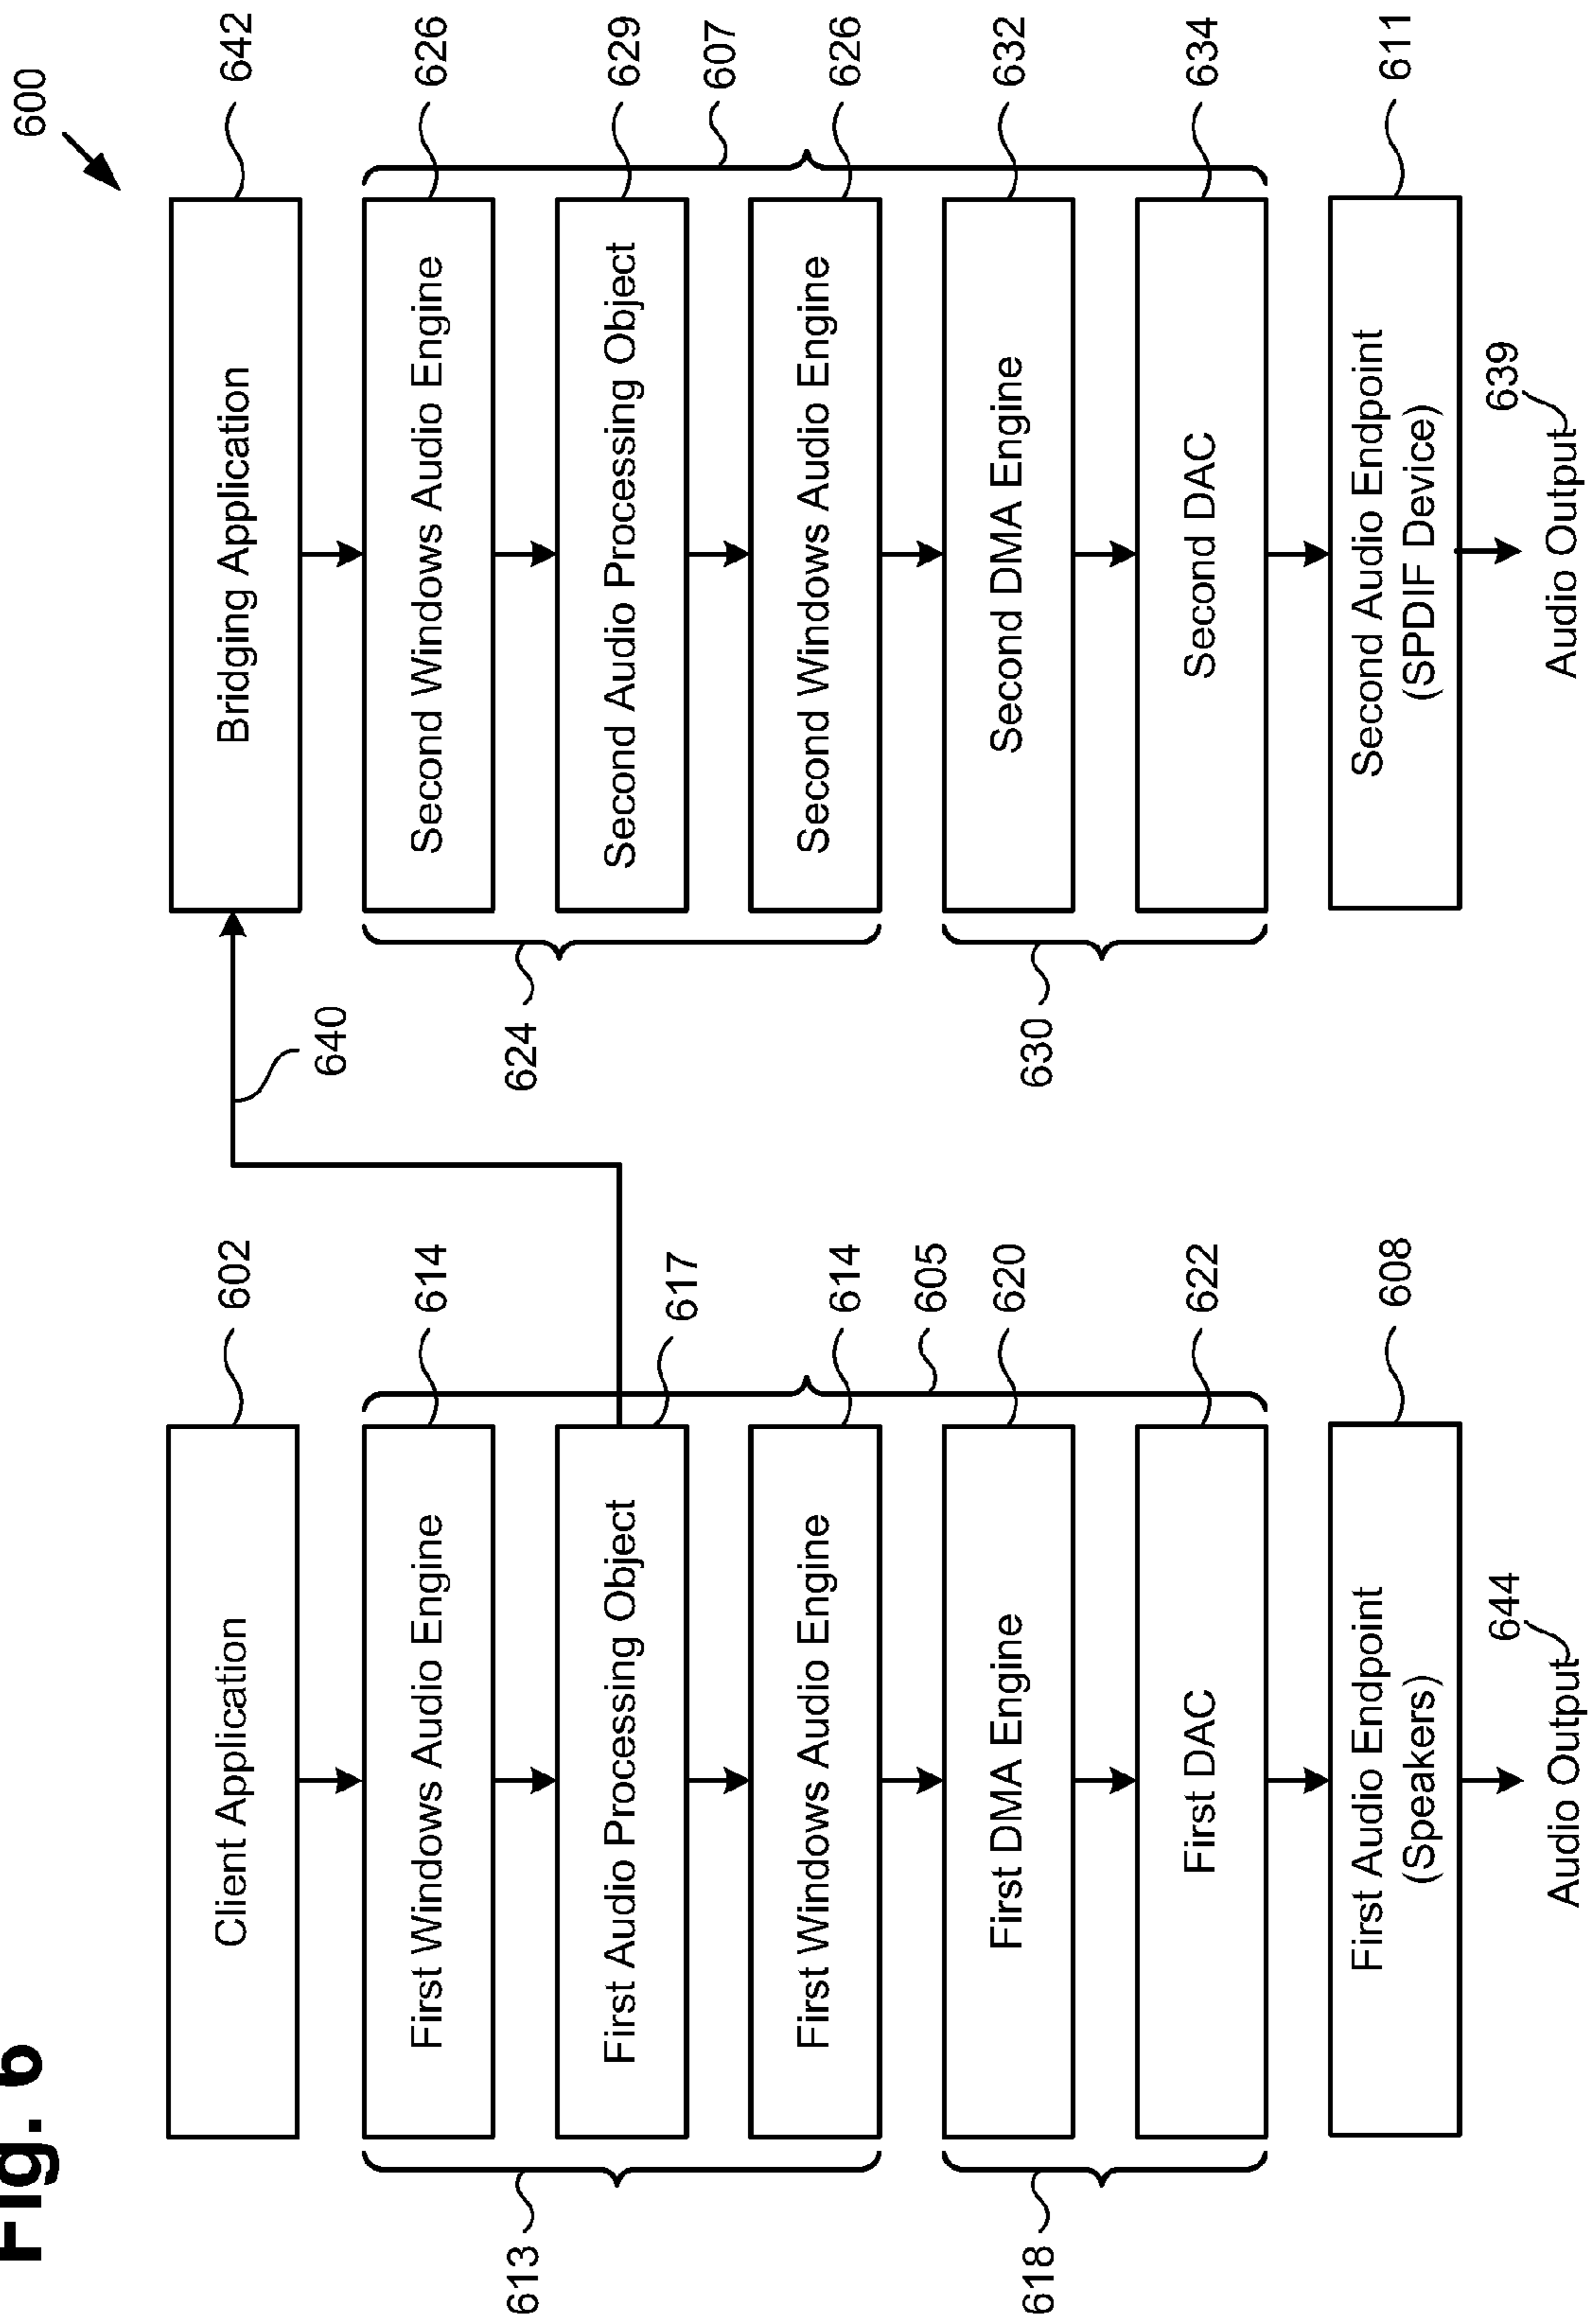 Fig. 6
600
Client Application
602
First Windows Audio Engine
614
First Audio Processing Object
617
First Windows Audio Engine
614
605
First DMA Engine
620
First DAC
622
First Audio Endpoint
(Speakers)
608
613
618
644
Audio Output
640
Bridging Application
642
Second Windows Audio Engine
626
Second Audio Processing Object
629
607
Second Windows Audio Engine
626
Second DMA Engine
632
Second DAC
634
Second Audio Endpoint
(SPDIF Device)
611
624
630
639
Audio Output